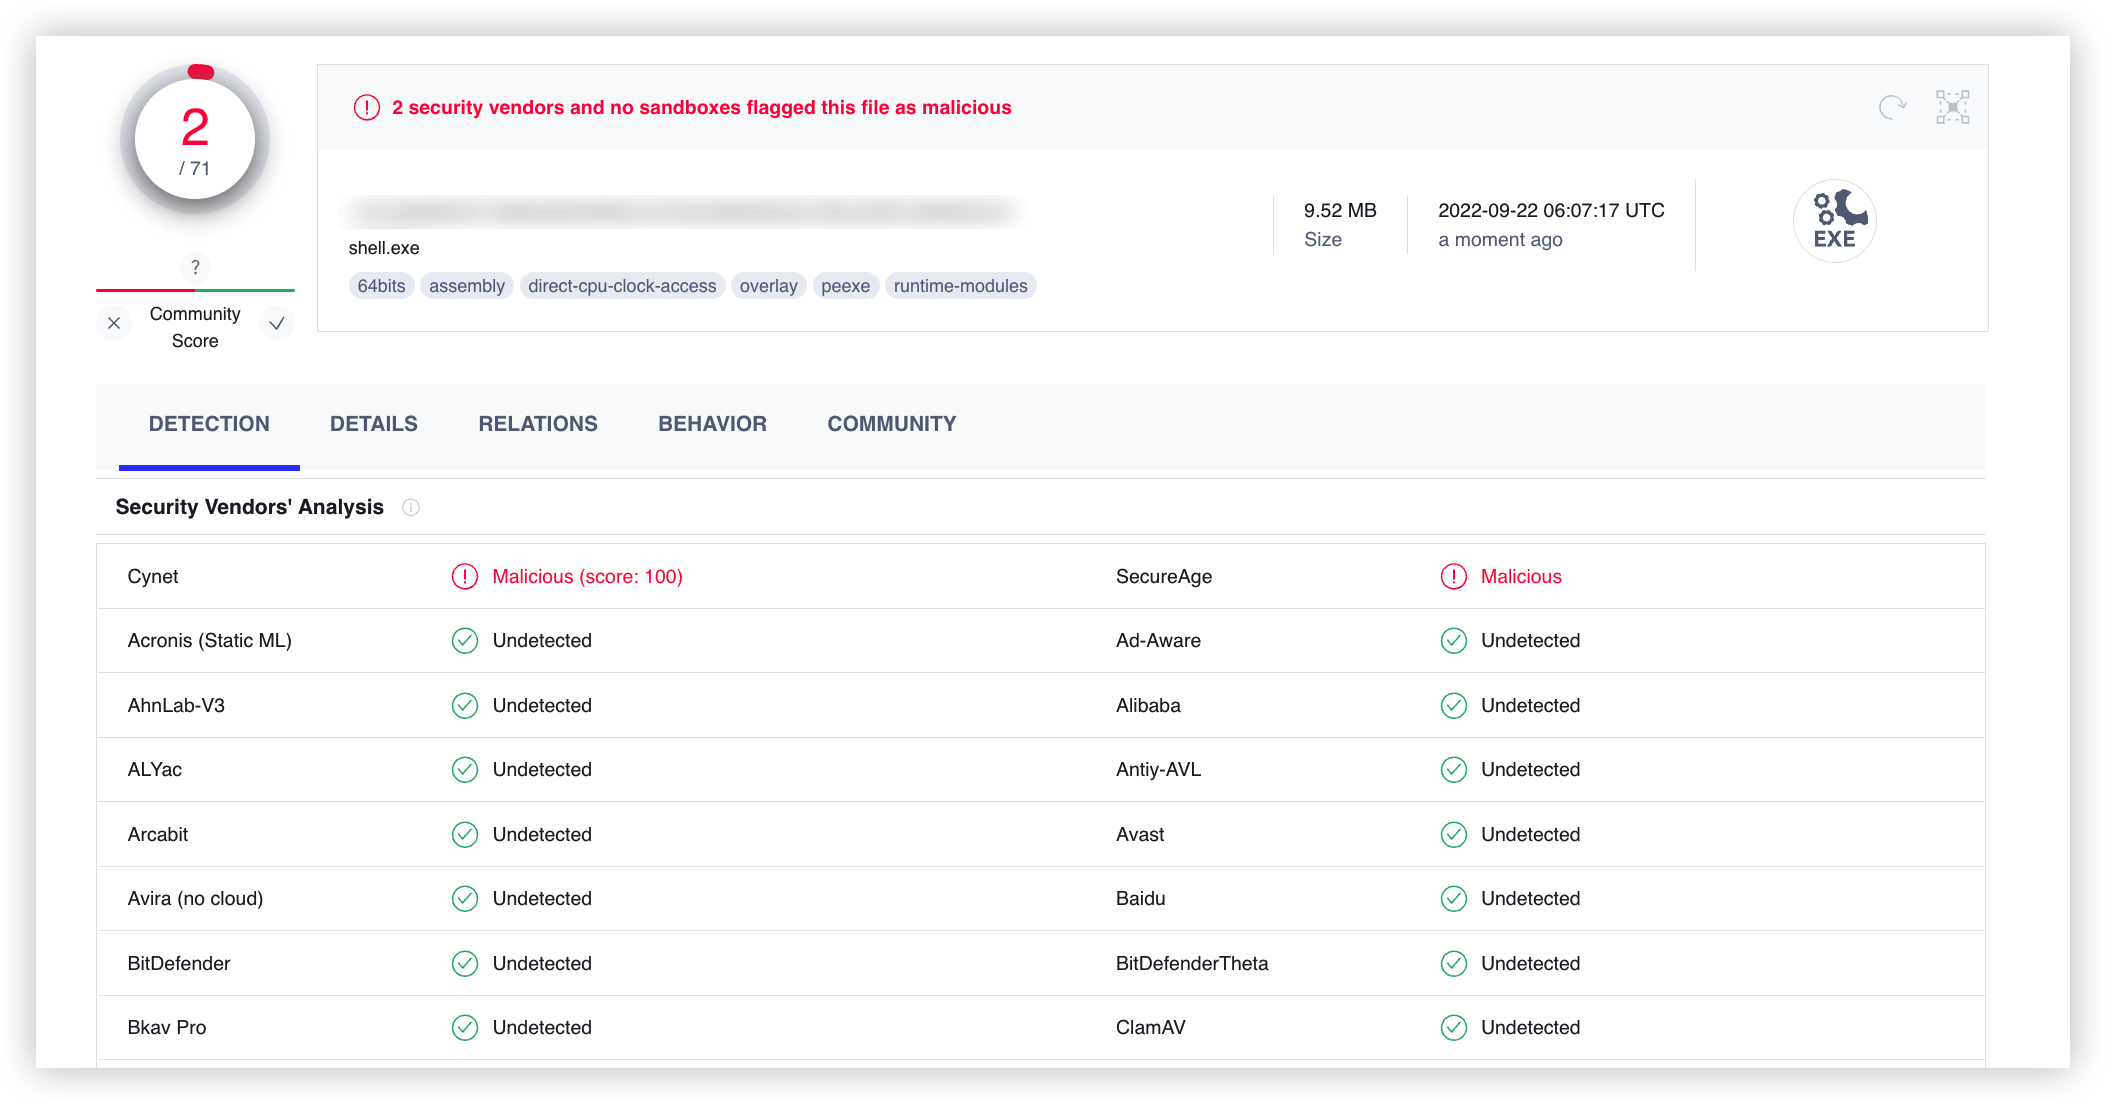 2
/ 71
?
Community
Score
2 security vendors and no sandboxes flagged this file as malicious
shell.exe
64bits assembly direct-cpu-clock-access overlay peexe runtime-modules
9.52 MB
Size
2022-09-22 06:07:17 UTC
a moment ago
EXE
DETECTION DETAILS RELATIONS BEHAVIOR COMMUNITY
Security Vendors' Analysis
Cynet Malicious (score: 100) SecureAge Malicious
Acronis (Static ML) Undetected Ad-Aware Undetected
AhnLab-V3 Undetected Alibaba Undetected
ALYac Undetected Antiy-AVL Undetected
Arcabit Undetected Avast Undetected
Avira (no cloud) Undetected Baidu Undetected
BitDefender Undetected BitDefenderTheta Undetected
Bkav Pro Undetected ClamAV Undetected